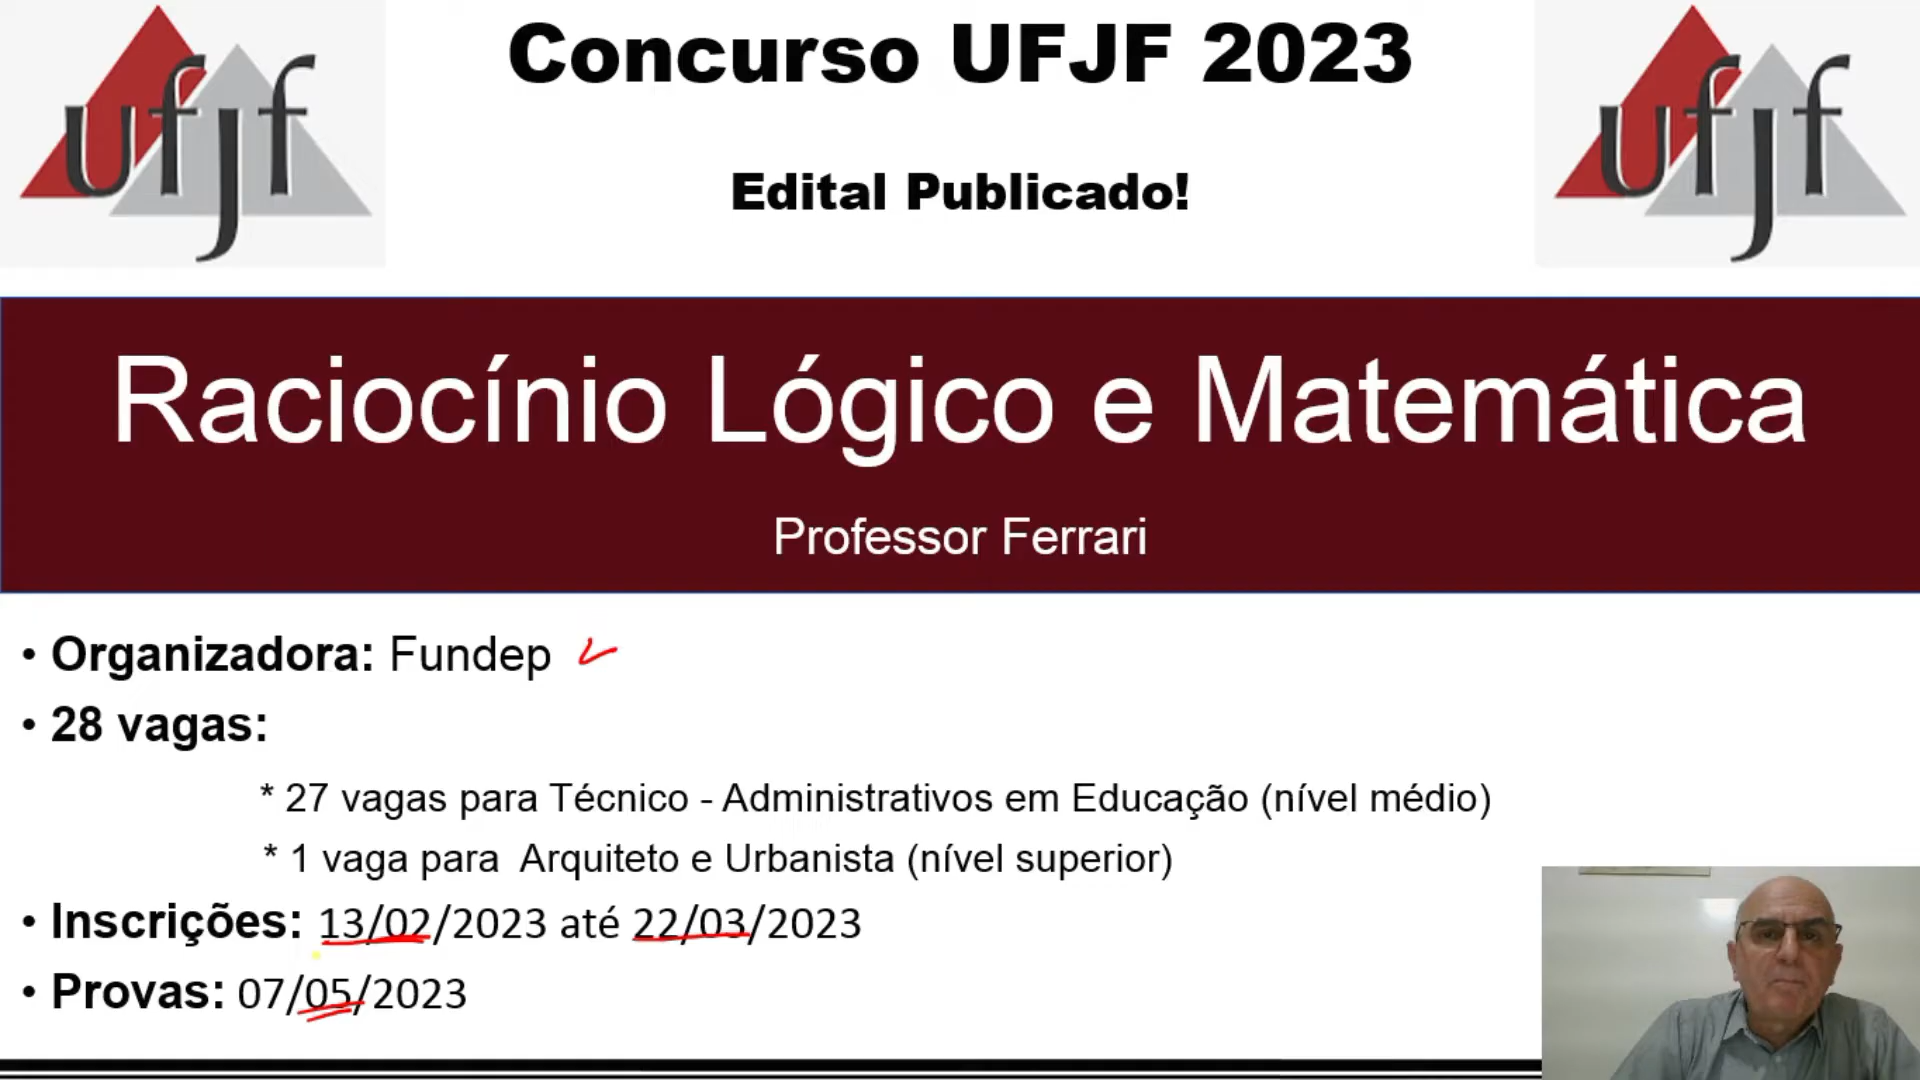 ufjf
Concurso UFJF 2023
ufjf
Edital Publicado!
Raciocínio Lógico e Matemática
Professor Ferrari
• Organizadora: Fundep
• 28 vagas:
* 27 vagas para Técnico - Administrativos em Educação (nível médio)
* 1 vaga para Arquiteto e Urbanista (nível superior)
• Inscrições: 13/02/2023 até 22/03/2023
• Provas: 07/05/2023